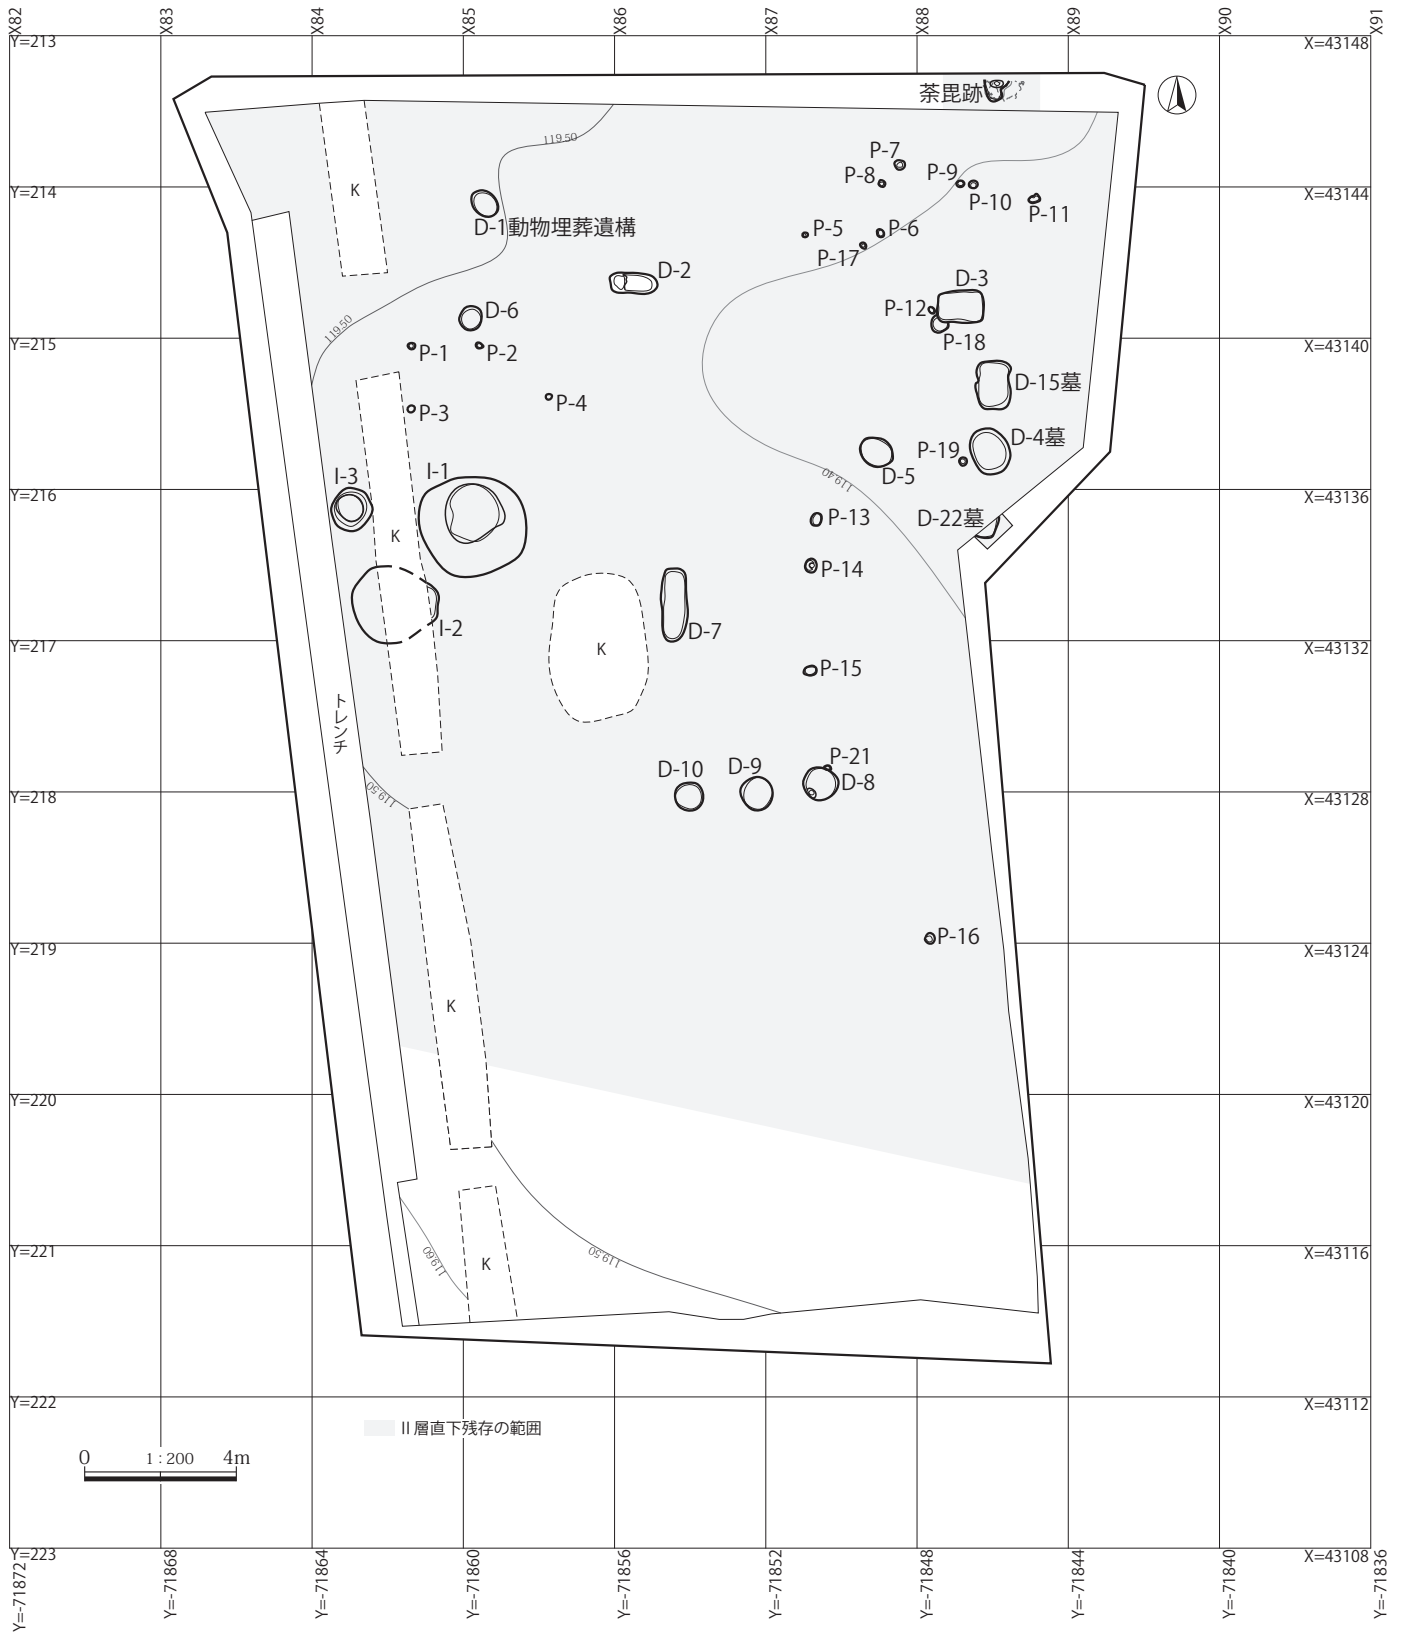 X82
X83
X84
X85
X86
X87
X88
X89
X90
X91
Y=213
X=43148
荼毘跡
119.50
P-7
P-8
P-9
Y=214
X=43144
K
P-10
P-11
D-1動物埋葬遺構
P-5
P-6
P-17
D-2
D-3
P-12
D-6
119.50
Y=215
X=43140
P-1
P-2
P-18
D-15墓
P-3
P-4
D-4墓
P-19
I-3
I-1
D-5
119.40
Y=216
X=43136
P-13
D-22墓
K
P-14
I-2
D-7
Y=217
X=43132
K
P-15
トレンチ
P-21
D-10
D-9
D-8
119.50
Y=218
X=43128
P-16
Y=219
X=43124
K
Y=220
X=43120
Y=221
X=43116
119.60
K
119.50
Y=222
X=43112
Ⅱ層直下残存の範囲
0
1：200
4m
Y=223
X=43108
Y=-71872
Y=-71868
Y=-71864
Y=-71860
Y=-71856
Y=-71852
Y=-71848
Y=-71844
Y=-71840
Y=-71836